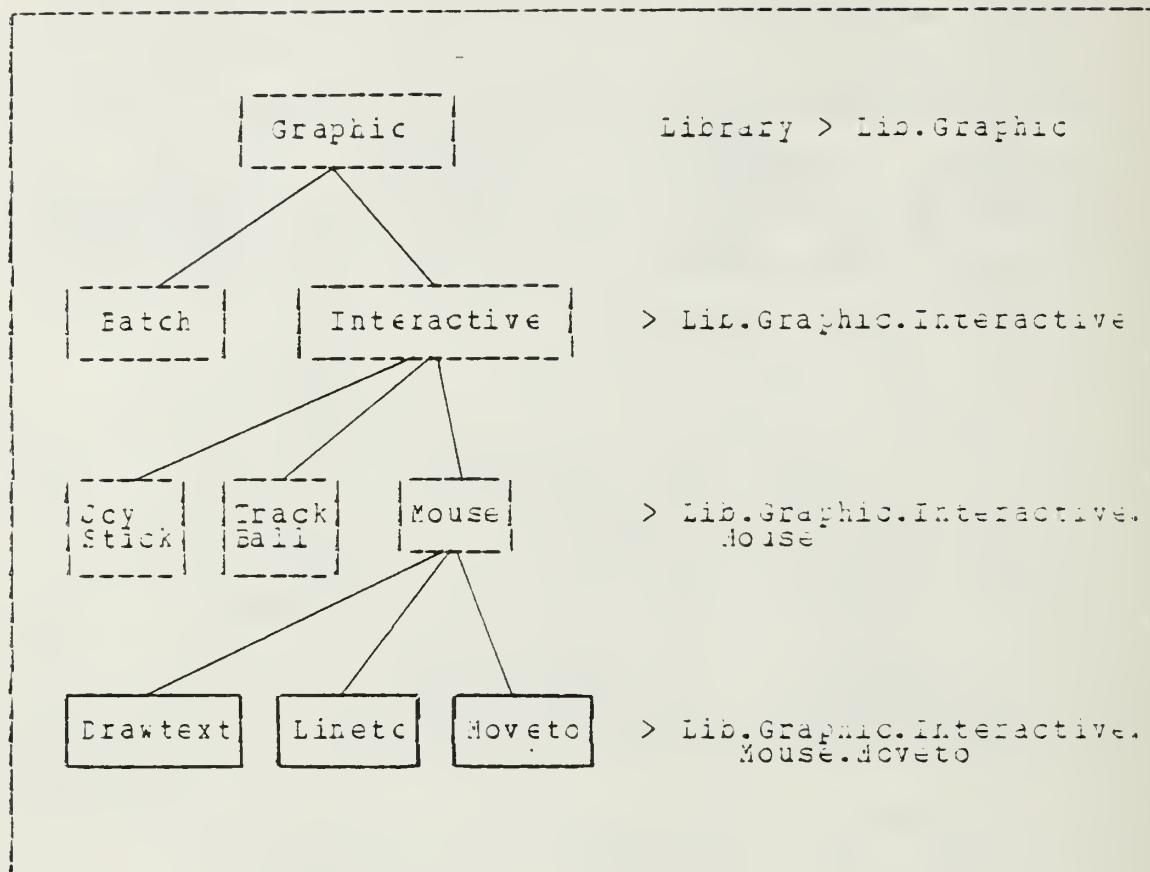 Graphic Library > Lib.Graphic
Batch Interactive > Lib.Graphic.Interactive
Joy Track Mouse > Lib.Graphic.Interactive.
Stick Ball Mouse
Drawtext Lineto Moveto > Lib.Graphic.Interactive.
Mouse.Moveto